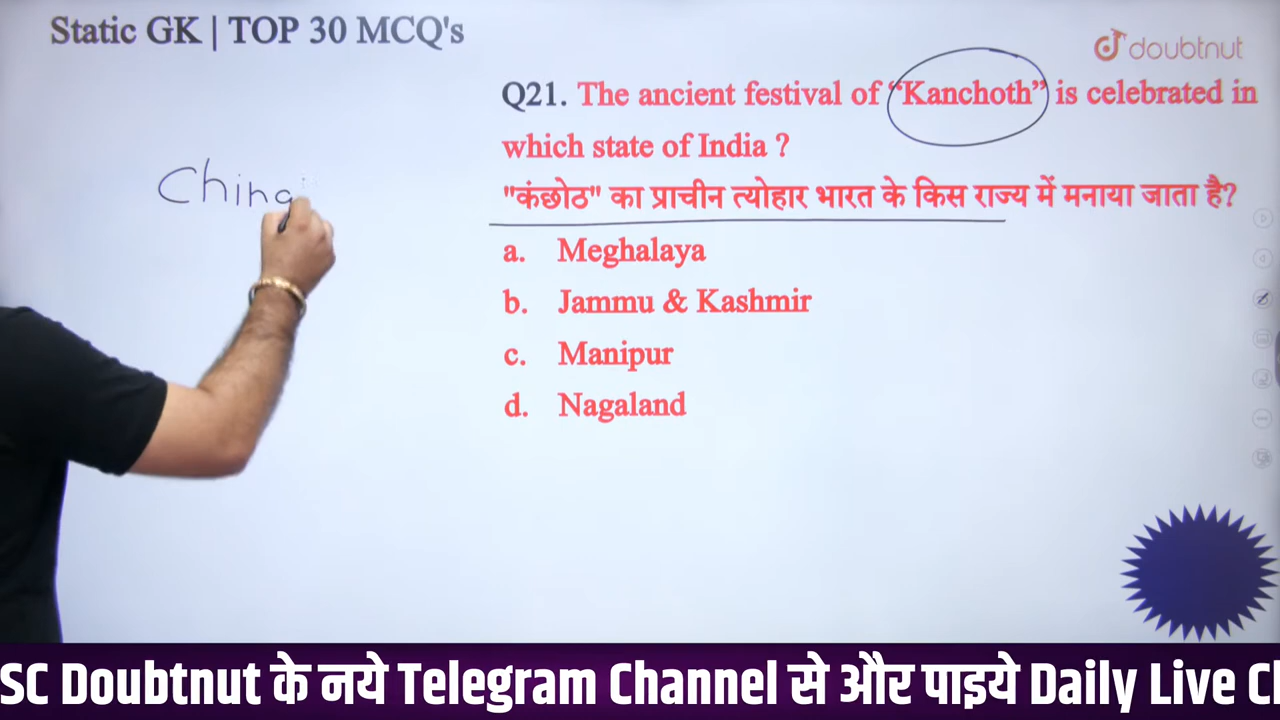 Static GK | TOP 30 MCQ's
doubtnut
Q21. The ancient festival of “Kanchoth” is celebrated in
which state of India ?
"कंछोठ" का प्राचीन त्योहार भारत के किस राज्य में मनाया जाता है?
Ching
a. Meghalaya
b. Jammu & Kashmir
c. Manipur
d. Nagaland
SC Doubtnut के नये Telegram Channel से और पाइये Daily Live Cl